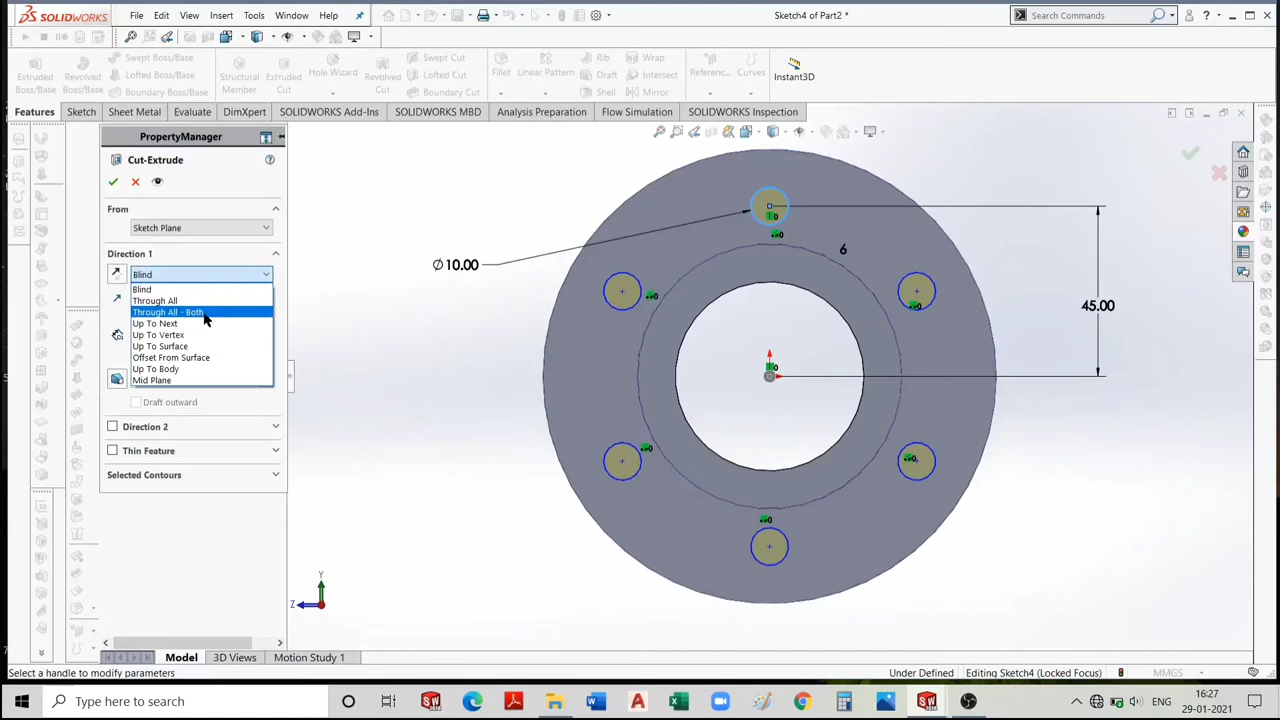 SOLIDWORKS File Edit View Insert Tools Window Help Sketch4 of Part2 * Search Commands
Extruded Boss/Base
Revolved Boss/Base
Swept Boss/Base
Lofted Boss/Base
Boundary Boss/Base
Structural Member
Extruded Cut
Hole Wizard
Revolved Cut
Swept Cut
Lofted Cut
Boundary Cut
Fillet
Linear Pattern
Rib
Draft
Shell
Wrap
Intersect
Mirror
Referenc...
Curves
Instant3D
Features Sketch Sheet Metal Evaluate DimXpert SOLIDWORKS Add-Ins SOLIDWORKS MBD Analysis Preparation Flow Simulation SOLIDWORKS Inspection
PropertyManager
Cut-Extrude
From
Sketch Plane
Direction 1
Blind
Blind
Through All
Through All - Both
Up To Next
Up To Vertex
Up To Surface
Offset From Surface
Up To Body
Mid Plane
Draft outward
Direction 2
Thin Feature
Selected Contours
Ø10.00
6
45.00
Y
Z
Model 3D Views Motion Study 1
Select a handle to modify parameters Under Defined Editing Sketch4 (Locked Focus) MMGS
Type here to search
ENG
16:27
29-01-2021